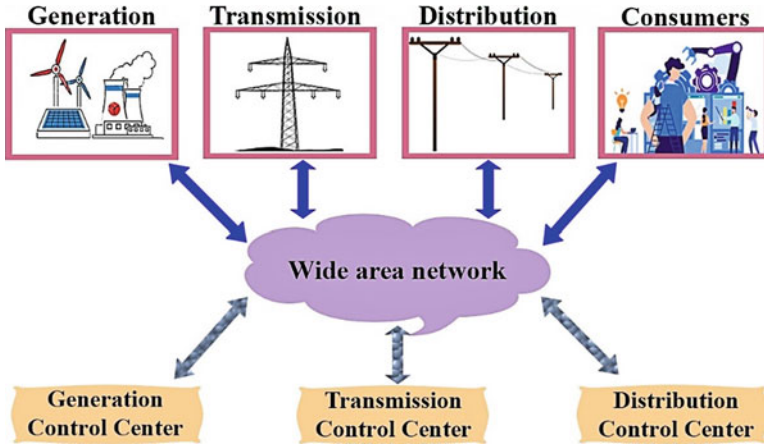 Generation
Transmission
Distribution
Consumers
Wide area network
Generation
Control Center
Transmission
Control Center
Distribution
Control Center